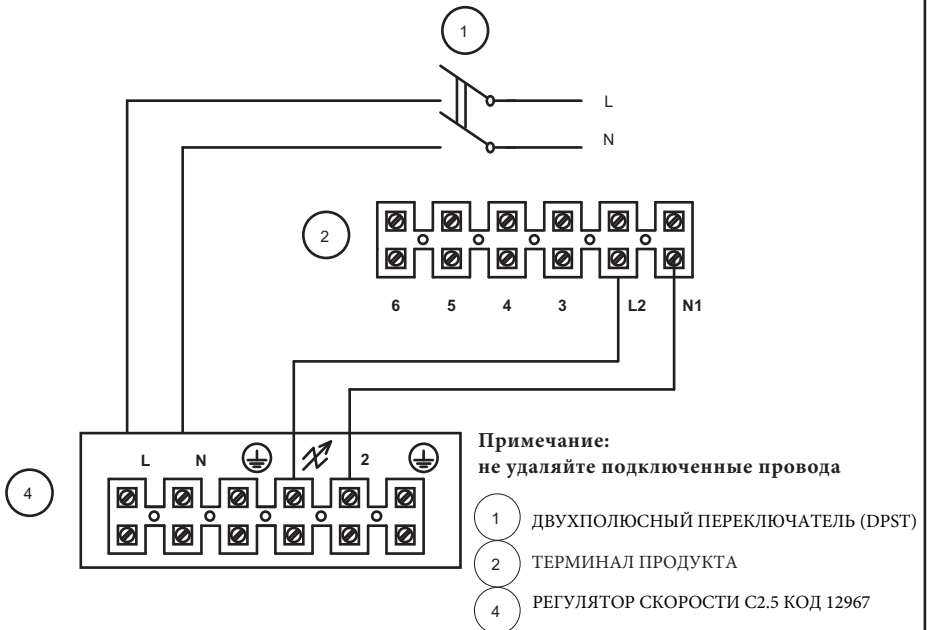 1
L
N
2
6 5 4 3 L2 N1
L N 2
4
Примечание:
не удаляйте подключенные провода
1 ДВУХПОЛЮСНЫЙ ПЕРЕКЛЮЧАТЕЛЬ (DPST)
2 ТЕРМИНАЛ ПРОДУКТА
4 РЕГУЛЯТОР СКОРОСТИ C2.5 КОД 12967